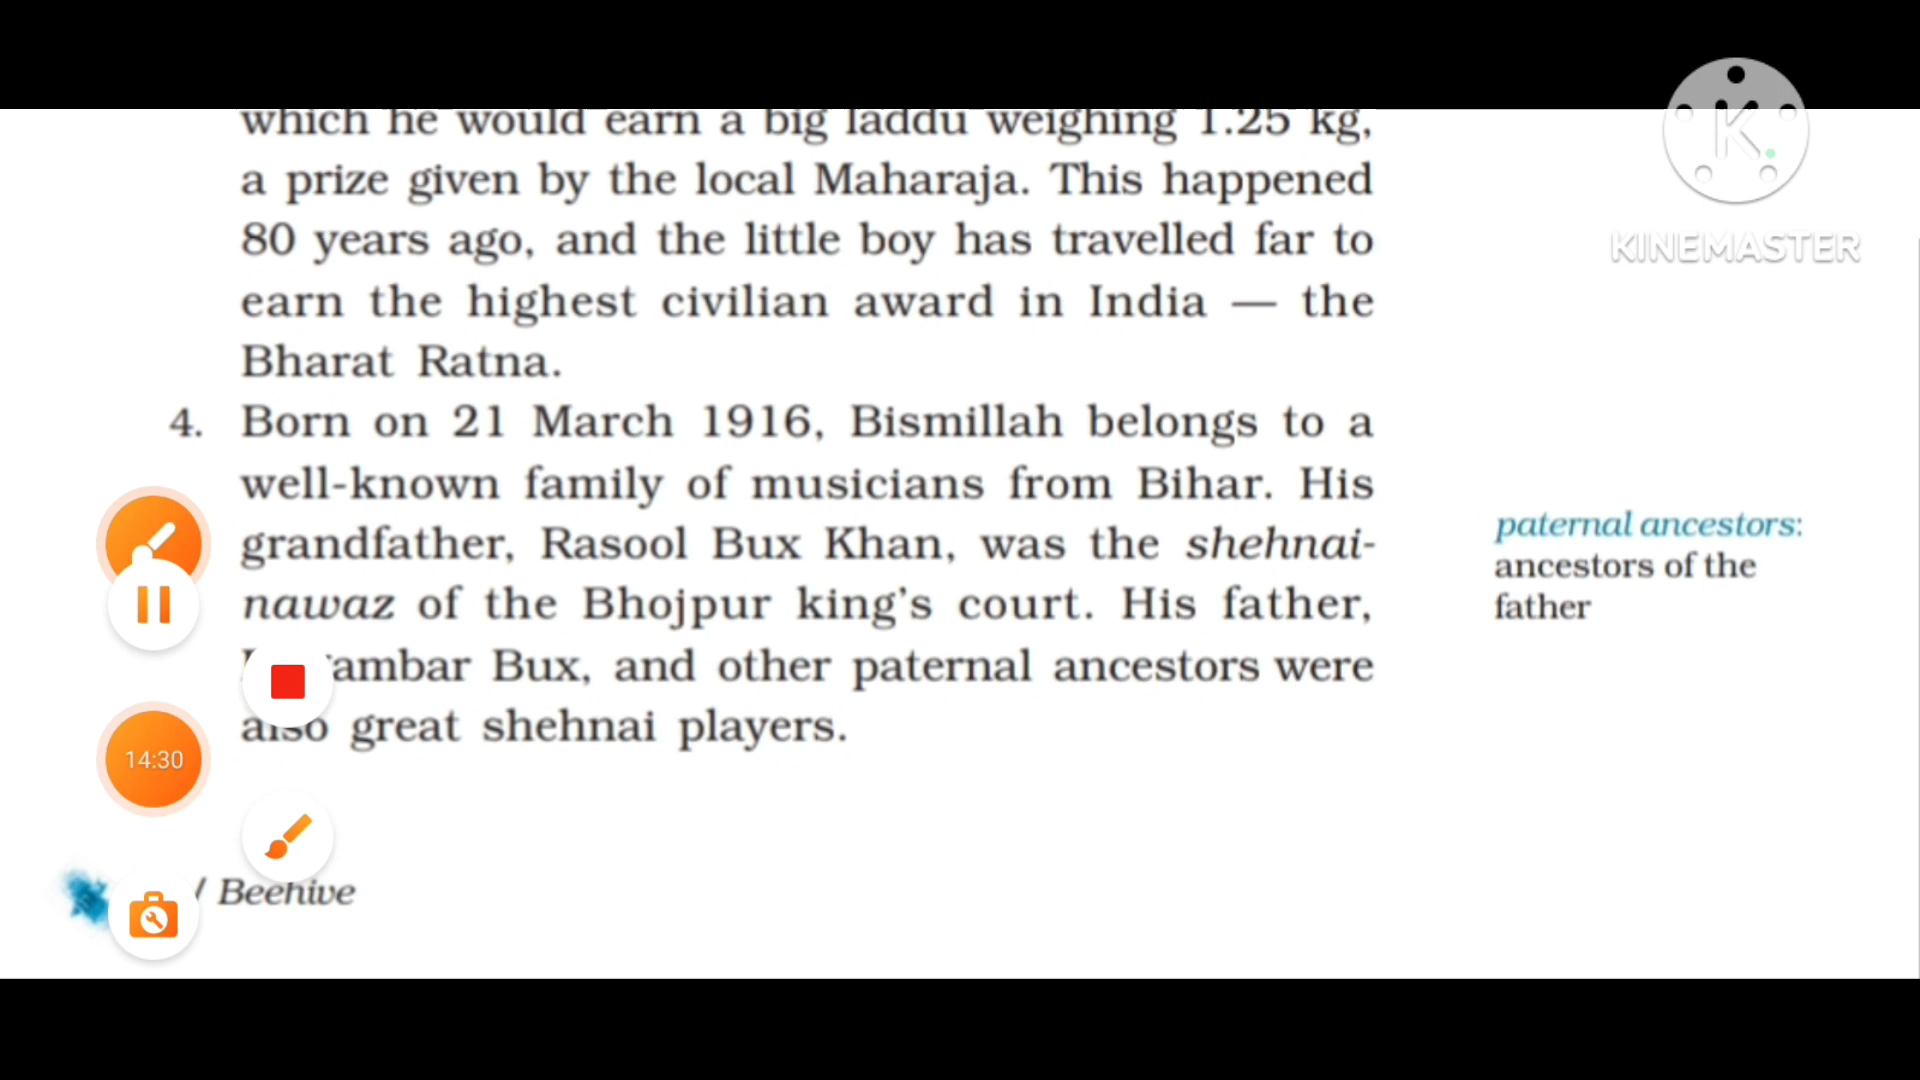 which he would earn a big laddu weighing 1.25 kg,
a prize given by the local Maharaja. This happened
80 years ago, and the little boy has travelled far to
earn the highest civilian award in India — the
Bharat Ratna.
4. Born on 21 March 1916, Bismillah belongs to a
well-known family of musicians from Bihar. His
grandfather, Rasool Bux Khan, was the shehnai-
nawaz of the Bhojpur king's court. His father,
Bux, and other paternal ancestors were
also great shehnai players.
paternal ancestors:
ancestors of the
father
14:30
/ Beehive
K
KINEMASTER